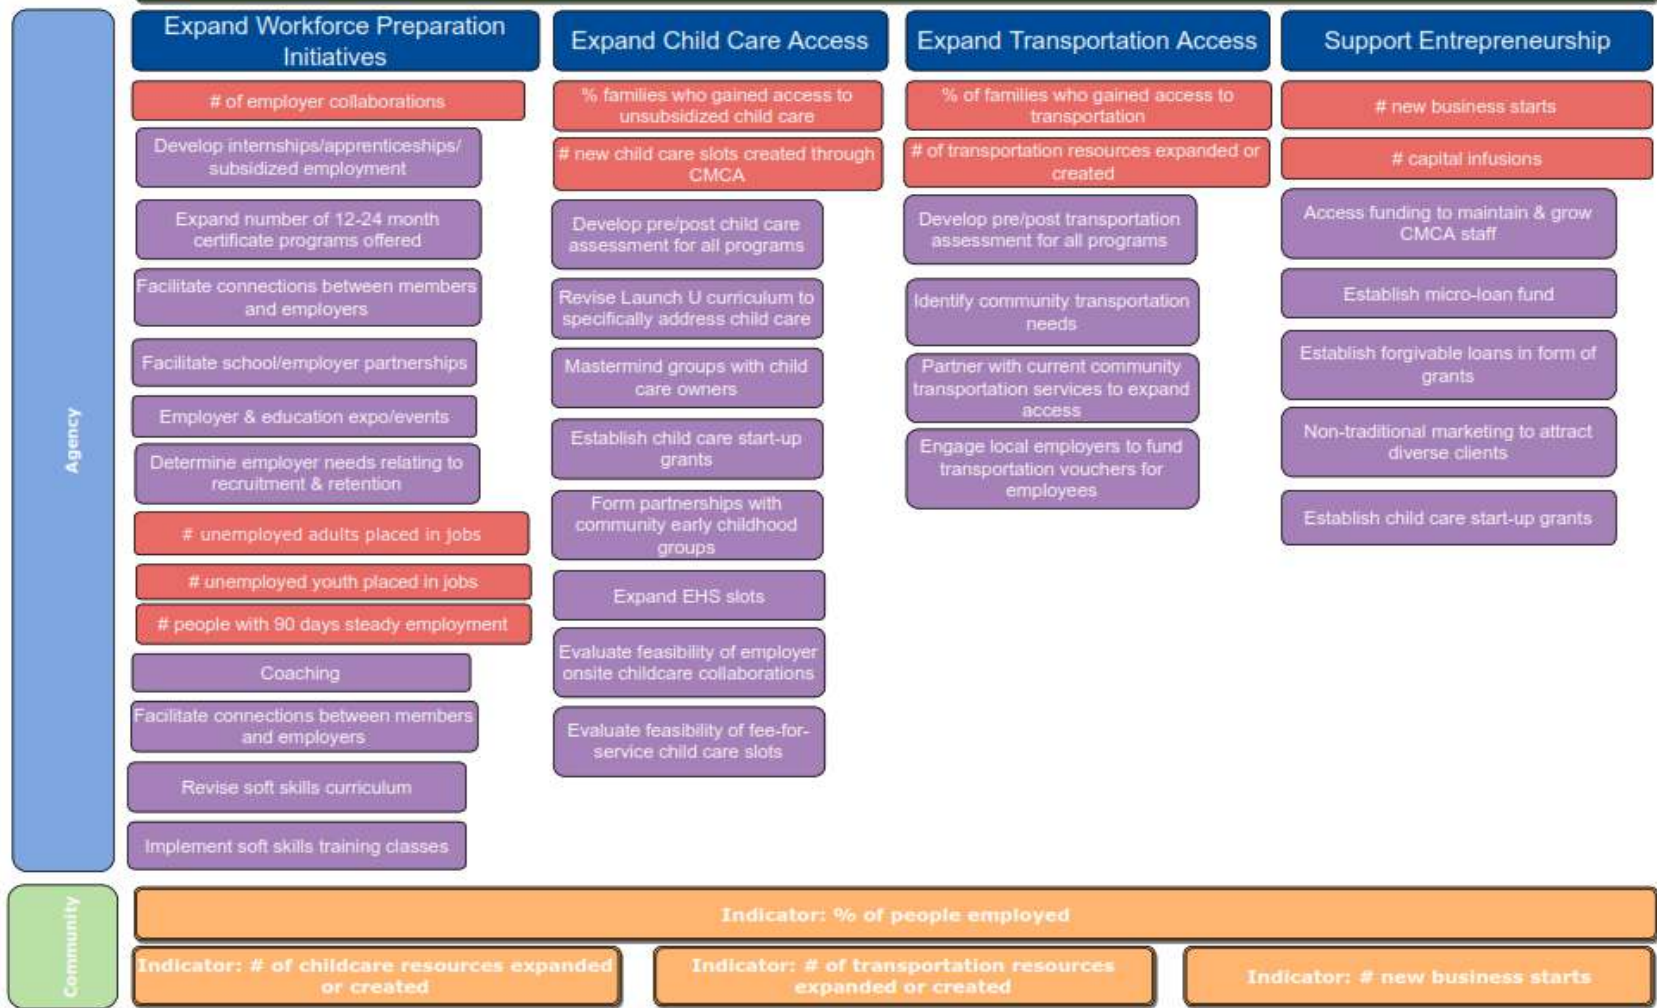 Agency
Expand Workforce Preparation
Initiatives
# of employer collaborations
Develop internships/apprenticeships/
subsidized employment
Expand number of 12-24 month
certificate programs offered
Facilitate connections between members
and employers
Facilitate school/employer partnerships
Employer & education expo/events
Determine employer needs relating to
recruitment & retention
# unemployed adults placed in jobs
# unemployed youth placed in jobs
# people with 90 days steady employment
Coaching
Facilitate connections between members
and employers
Revise soft skills curriculum
Implement soft skills training classes
Expand Child Care Access
% families who gained access to
unsubsidized child care
# new child care slots created through
CMCA
Develop pre/post child care
assessment for all programs
Revise Launch U curriculum to
specifically address child care
Mastermind groups with child
care owners
Establish child care start-up
grants
Form partnerships with
community early childhood
groups
Expand EHS slots
Evaluate feasibility of employer
onsite childcare collaborations
Evaluate feasibility of fee-for-
service child care slots
Expand Transportation Access
% of families who gained access to
transportation
# of transportation resources expanded or
created
Develop pre/post transportation
assessment for all programs
Identify community transportation
needs
Partner with current community
transportation services to expand
access
Engage local employers to fund
transportation vouchers for
employees
Support Entrepreneurship
# new business starts
# capital infusions
Access funding to maintain & grow
CMCA staff
Establish micro-loan fund
Establish forgivable loans in form of
grants
Non-traditional marketing to attract
diverse clients
Establish child care start-up grants
Community
Indicator: % of people employed
Indicator: # of childcare resources expanded
or created
Indicator: # of transportation resources
expanded or created
Indicator: # new business starts